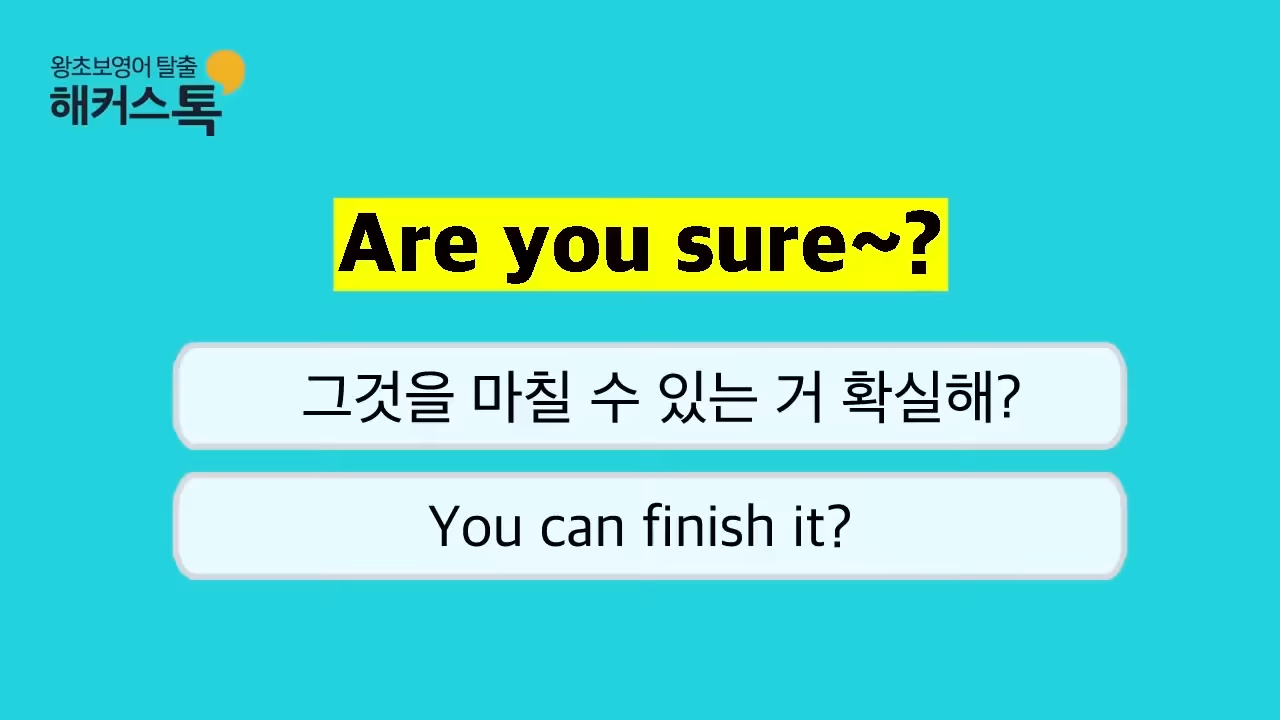 왕초보영어 탈출
해커스톡
Are you sure~?
그것을 마칠 수 있는 거 확실해?
You can finish it?